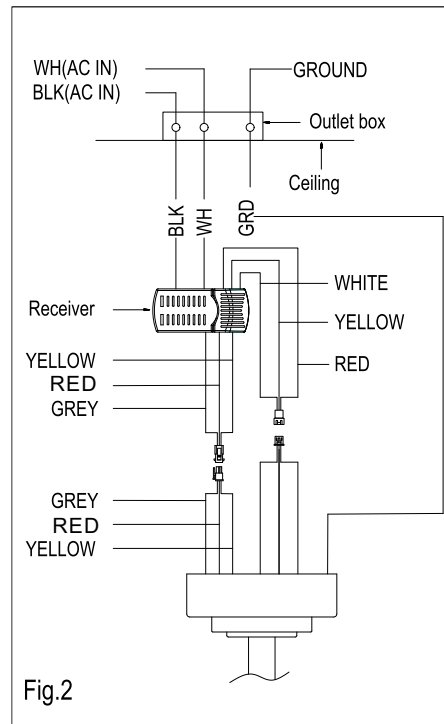 WH(AC IN)
BLK(AC IN)
GROUND
Outlet box
Ceiling
BLK
WH
GRD
Receiver
WHITE
YELLOW
RED
YELLOW
RED
GREY
GREY
RED
YELLOW
Fig.2